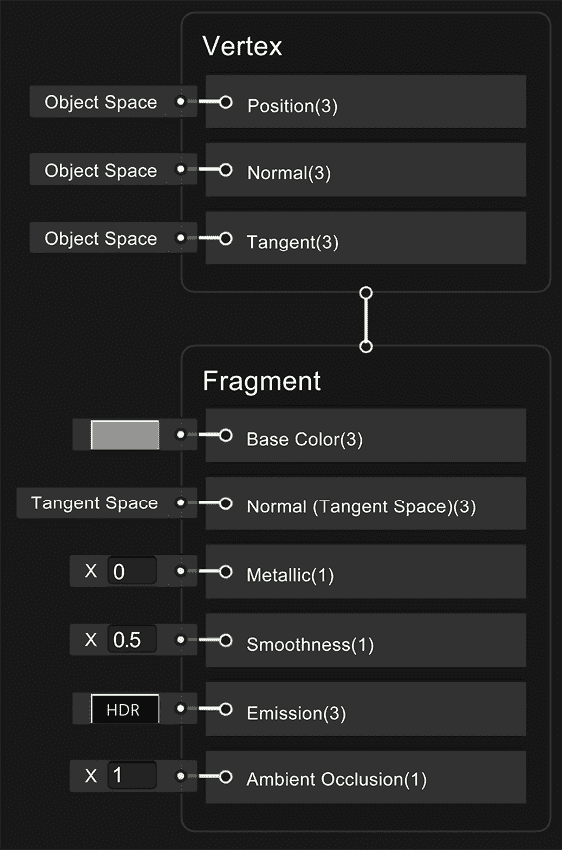 Vertex
Object Space Position(3)
Object Space Normal(3)
Object Space Tangent(3)
Fragment
Base Color(3)
Tangent Space Normal (Tangent Space)(3)
X 0 Metallic(1)
X 0.5 Smoothness(1)
HDR Emission(3)
X 1 Ambient Occlusion(1)